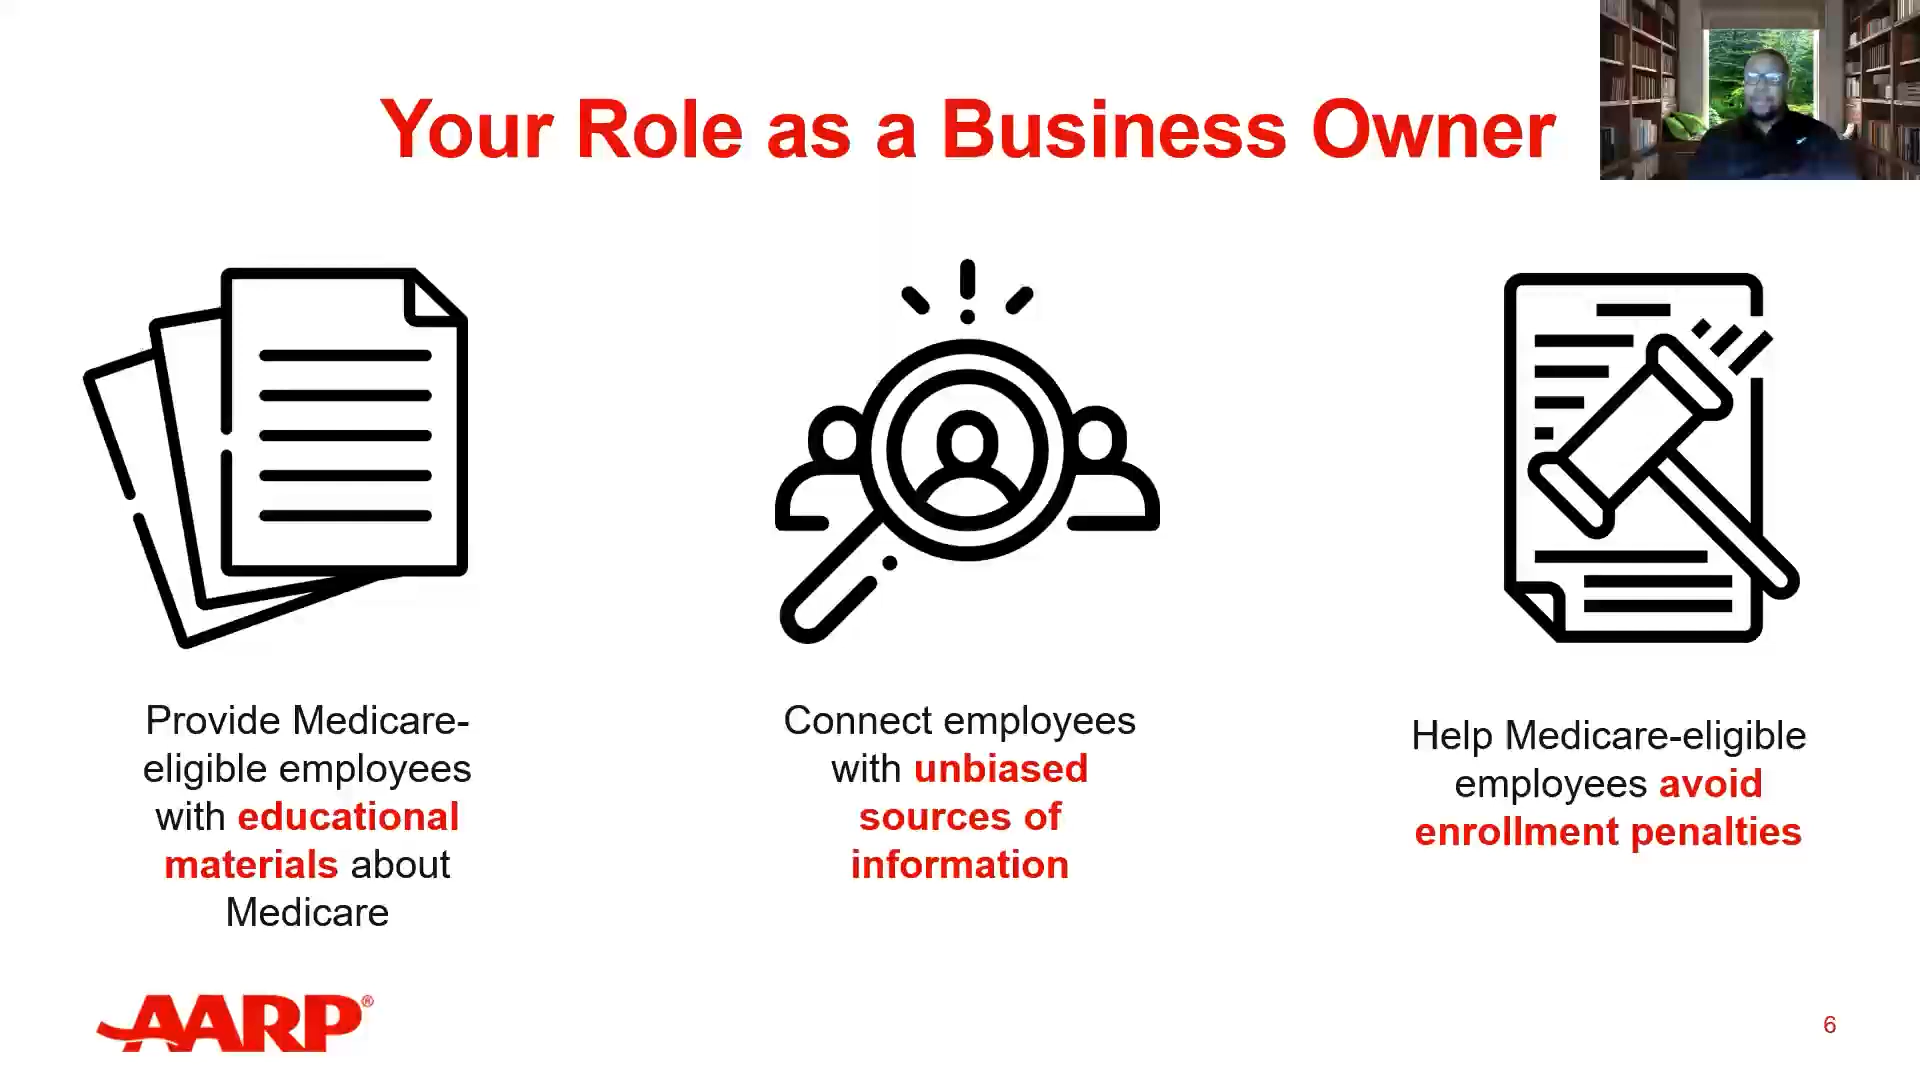 Your Role as a Business Owner
Provide Medicare-
eligible employees
with educational
materials about
Medicare
Connect employees
with unbiased
sources of
information
Help Medicare-eligible
employees avoid
enrollment penalties
AARP®
6